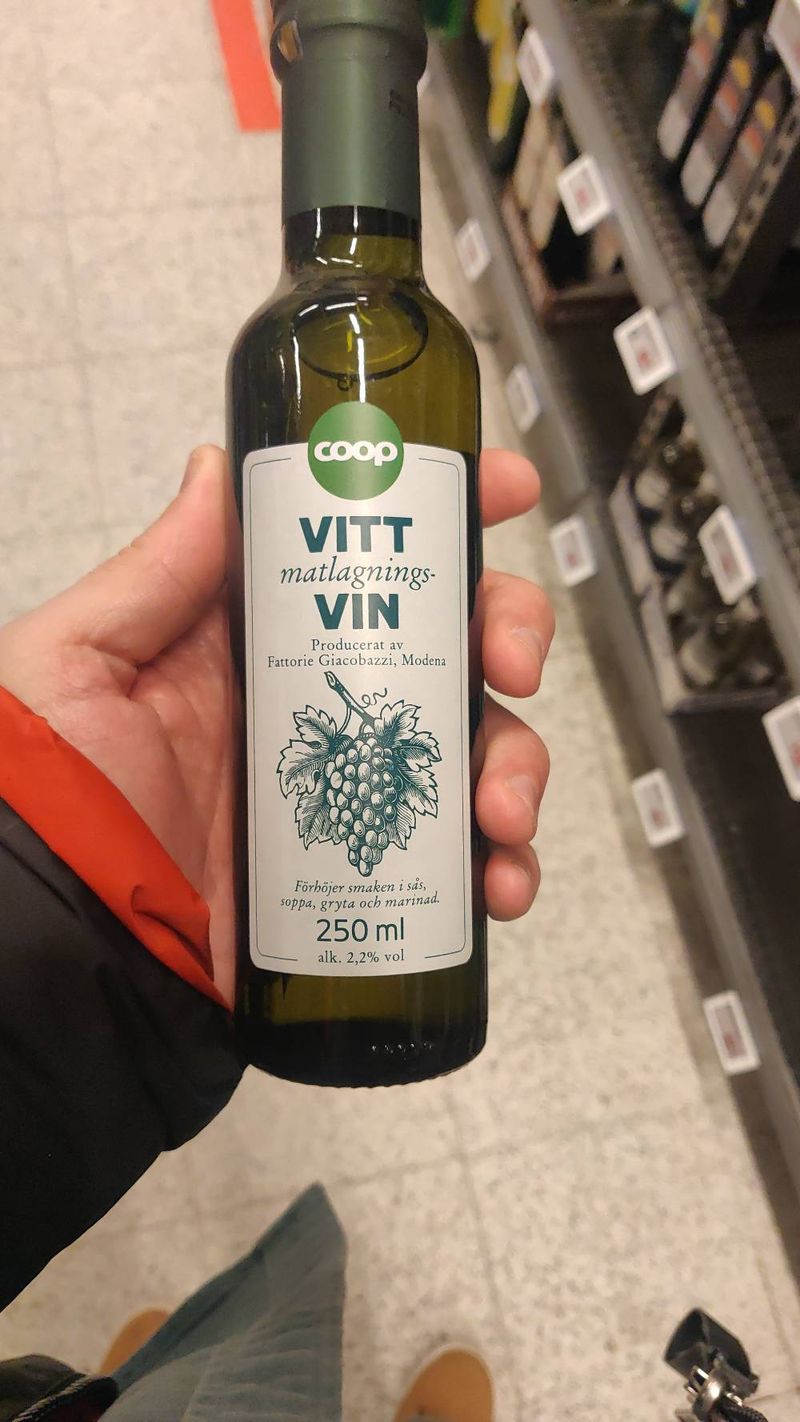 coop
VITT
matlagnings-
VIN
Producerat av
Fattorie Giacobazzi, Modena
Förhöjer smaken i sås,
soppa, gryta och marinad.
250 ml
alk. 2,2% vol